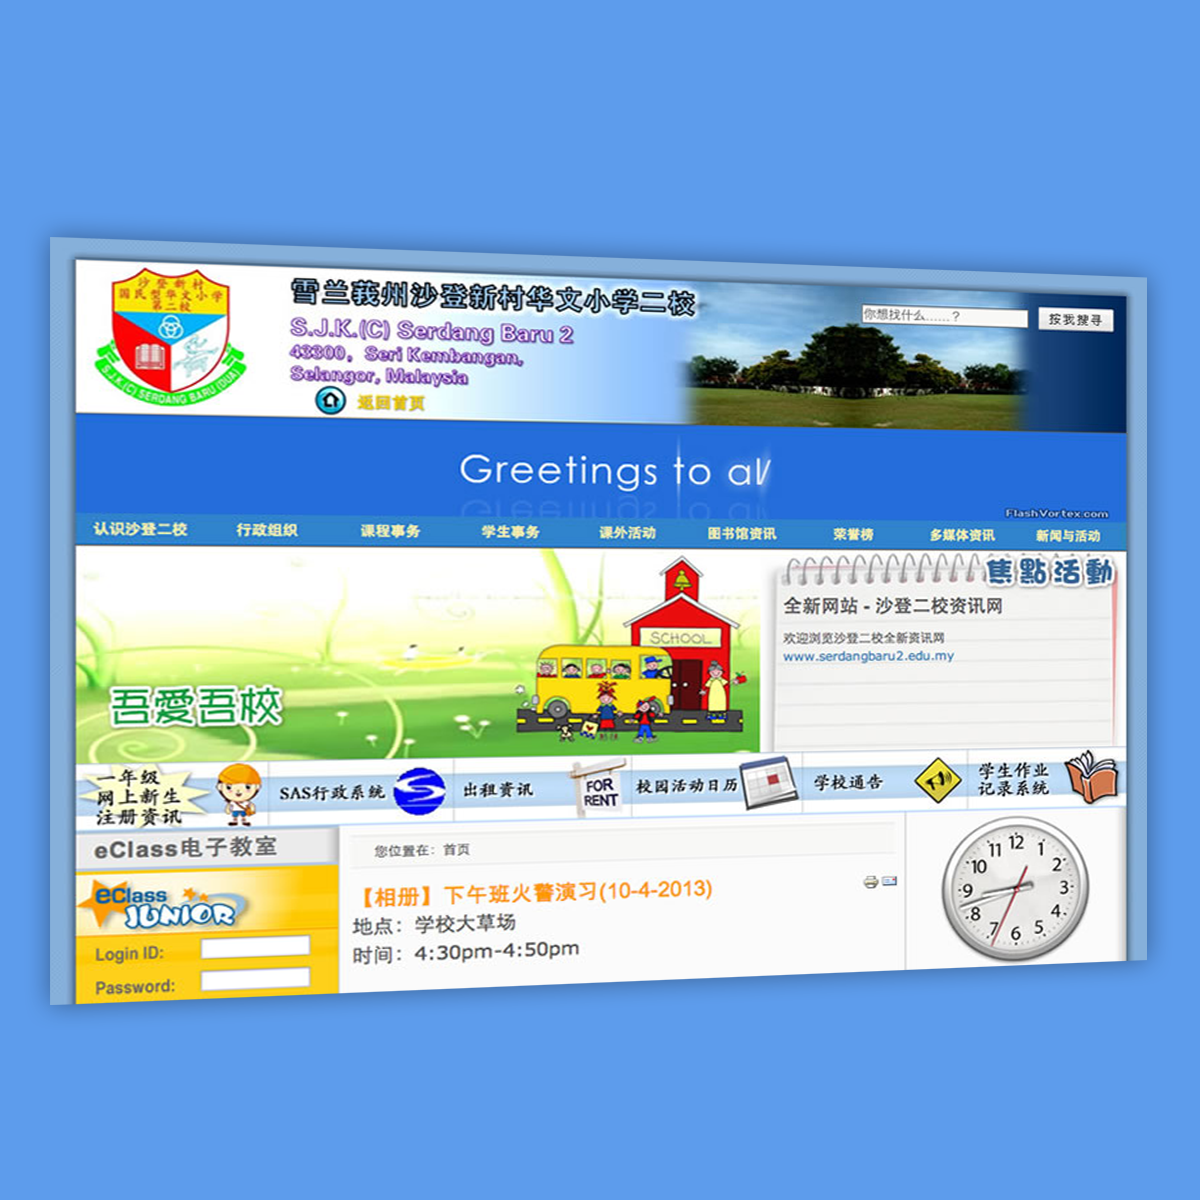 沙登新村
国民型华文小学
第二校
S.J.K.(C) SERDANG BARU (DUA)
雪兰莪州沙登新村华文小学二校
S.J.K.(C) Serdang Baru 2
43300, Seri Kembangan,
Selangor, Malaysia
返回首页
你想找什么......?
按我搜寻
Greetings to al
FlashVortex.com
认识沙登二校 行政组织 课程事务 学生事务 课外活动 图书馆资讯 荣誉榜 多媒体资讯 新闻与活动
吾愛吾校
SCHOOL
焦點活動
全新网站 - 沙登二校资讯网
欢迎浏览沙登二校全新资讯网
www.serdangbaru2.edu.my
一年级
网上新生
注册资讯
SAS行政系统
出租资讯
FOR
RENT
校园活动日历
学校通告
学生作业
记录系统
eClass电子教室
eClass
JUNIOR
Login ID:
Password:
您位置在: 首页
【相册】下午班火警演习(10-4-2013)
地点: 学校大草场
时间: 4:30pm-4:50pm
12 1 2 3 4 5 6 7 8 9 10 11